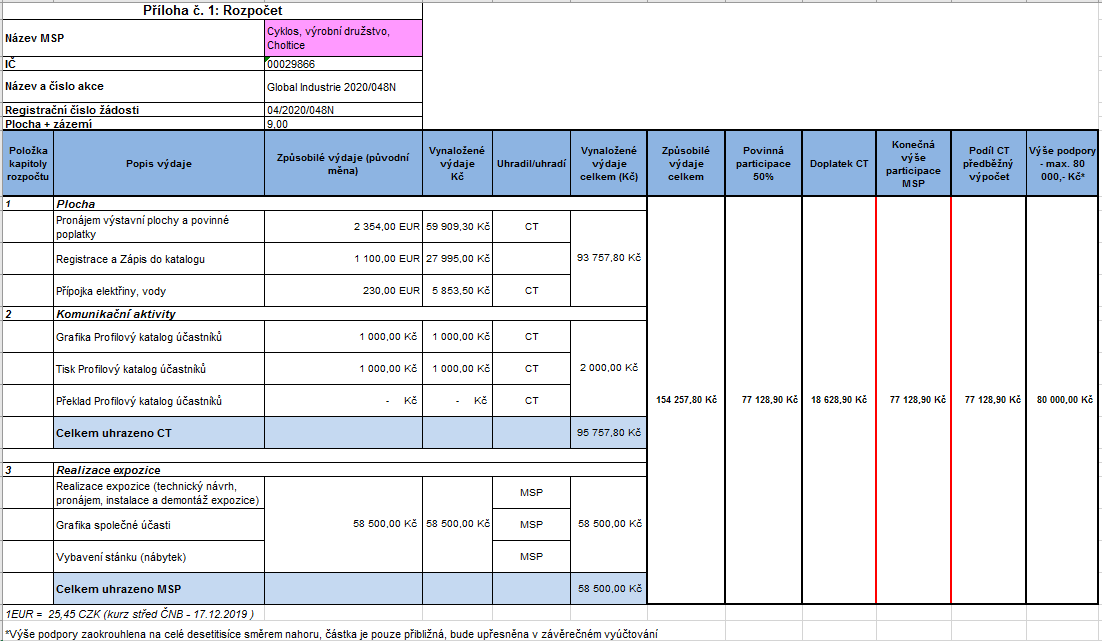 Příloha č. 1: Rozpočet
Název MSP
Cyklos, výrobní družstvo,
Choltice
IČ
00029866
Název a číslo akce
Global Industrie 2020/048N
Registrační číslo žádosti
04/2020/048N
Plocha + zázemí
9,00
Položka
kapitoly
rozpočtu
Popis výdaje
Způsobilé výdaje (původní
měna)
Vynaložené
výdaje
Kč
Uhradil/uhradí
Vynaložené
výdaje
celkem (Kč)
Způsobilé
výdaje
celkem
Povinná
participace
50%
Doplatek CT
Konečná
výše
participace
MSP
Podíl CT
předběžný
výpočet
Výše podpory
- max. 80
000,- Kč*
1 Plocha
Pronájem výstavní plochy a povinné
poplatky
2 354,00 EUR 59 909,30 Kč CT
Registrace a Zápis do katalogu 1 100,00 EUR 27 995,00 Kč
93 757,80 Kč
Přípojka elektřiny, vody 230,00 EUR 5 853,50 Kč CT
2 Komunikační aktivity
Grafika Profilový katalog účastníků 1 000,00 Kč 1 000,00 Kč CT
Tisk Profilový katalog účastníků 1 000,00 Kč 1 000,00 Kč CT
2 000,00 Kč
Překlad Profilový katalog účastníků - Kč - Kč CT
154 257,80 Kč 77 128,90 Kč 18 628,90 Kč 77 128,90 Kč 77 128,90 Kč 80 000,00 Kč
Celkem uhrazeno CT 95 757,80 Kč
3 Realizace expozice
Realizace expozice (technický návrh,
pronájem, instalace a demontáž expozice)
MSP
Grafika společné účasti 58 500,00 Kč 58 500,00 Kč MSP 58 500,00 Kč
Vybavení stánku (nábytek) MSP
Celkem uhrazeno MSP 58 500,00 Kč
1EUR = 25,45 CZK (kurz střed ČNB - 17.12.2019 )
*Výše podpory zaokrouhlena na celé desetitisíce směrem nahoru, částka je pouze přibližná, bude upřesněna v závěrečném vyúčtování